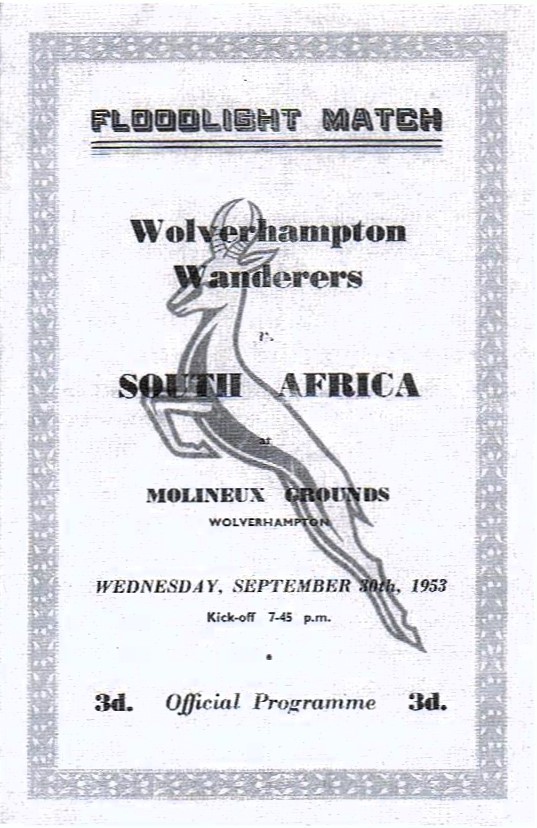 FLOODLIGHT MATCH
Wolverhampton
Wanderers
v.
SOUTH AFRICA
at
MOLINEUX GROUNDS
WOLVERHAMPTON
WEDNESDAY, SEPTEMBER 30th, 1953
Kick-off 7-45 p.m.
3d. Official Programme 3d.